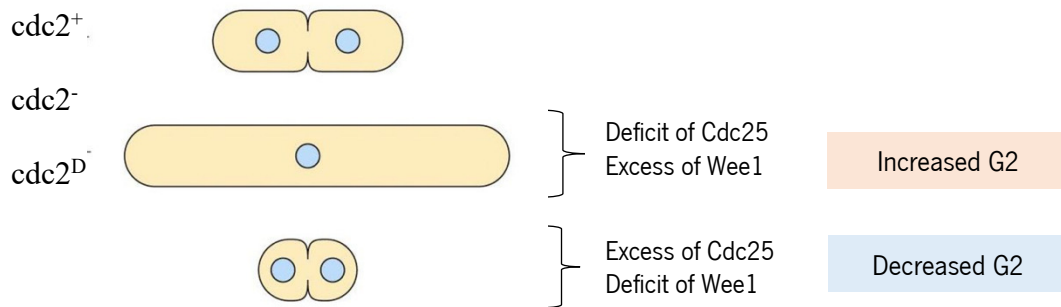 cdc2⁺
cdc2⁻
cdc2ᴰ
Deficit of Cdc25
Excess of Wee1
Increased G2
Excess of Cdc25
Deficit of Wee1
Decreased G2